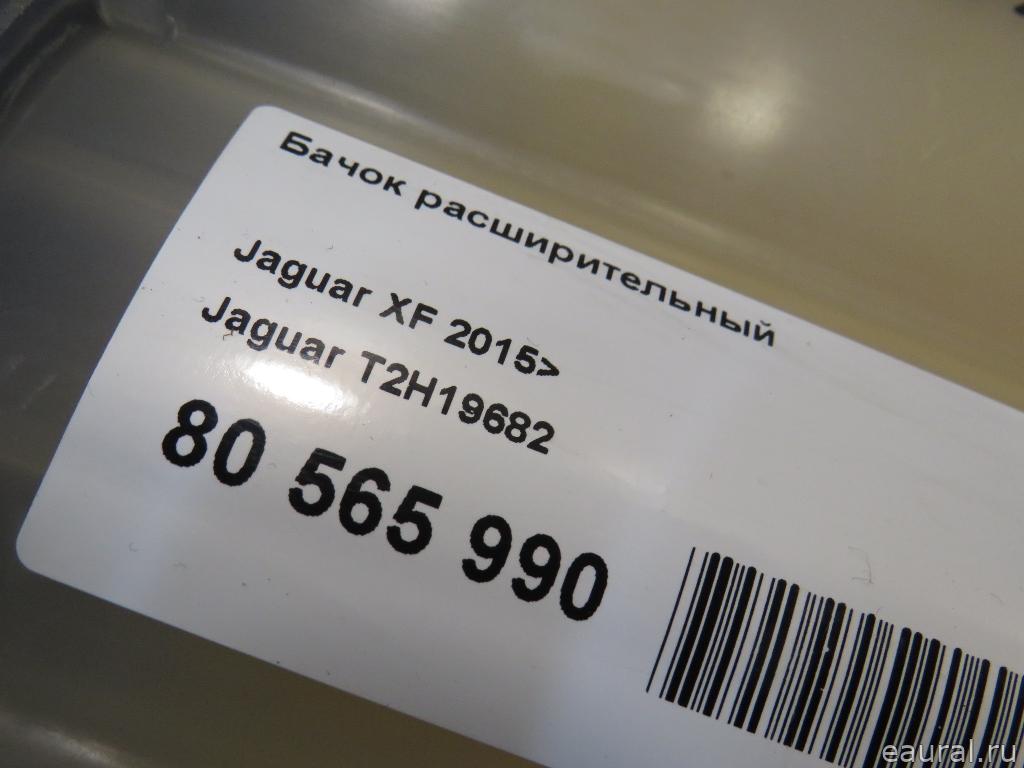 Бачок расширительный
Jaguar XF 2015>
Jaguar T2H19682
80 565 990
eaural.ru